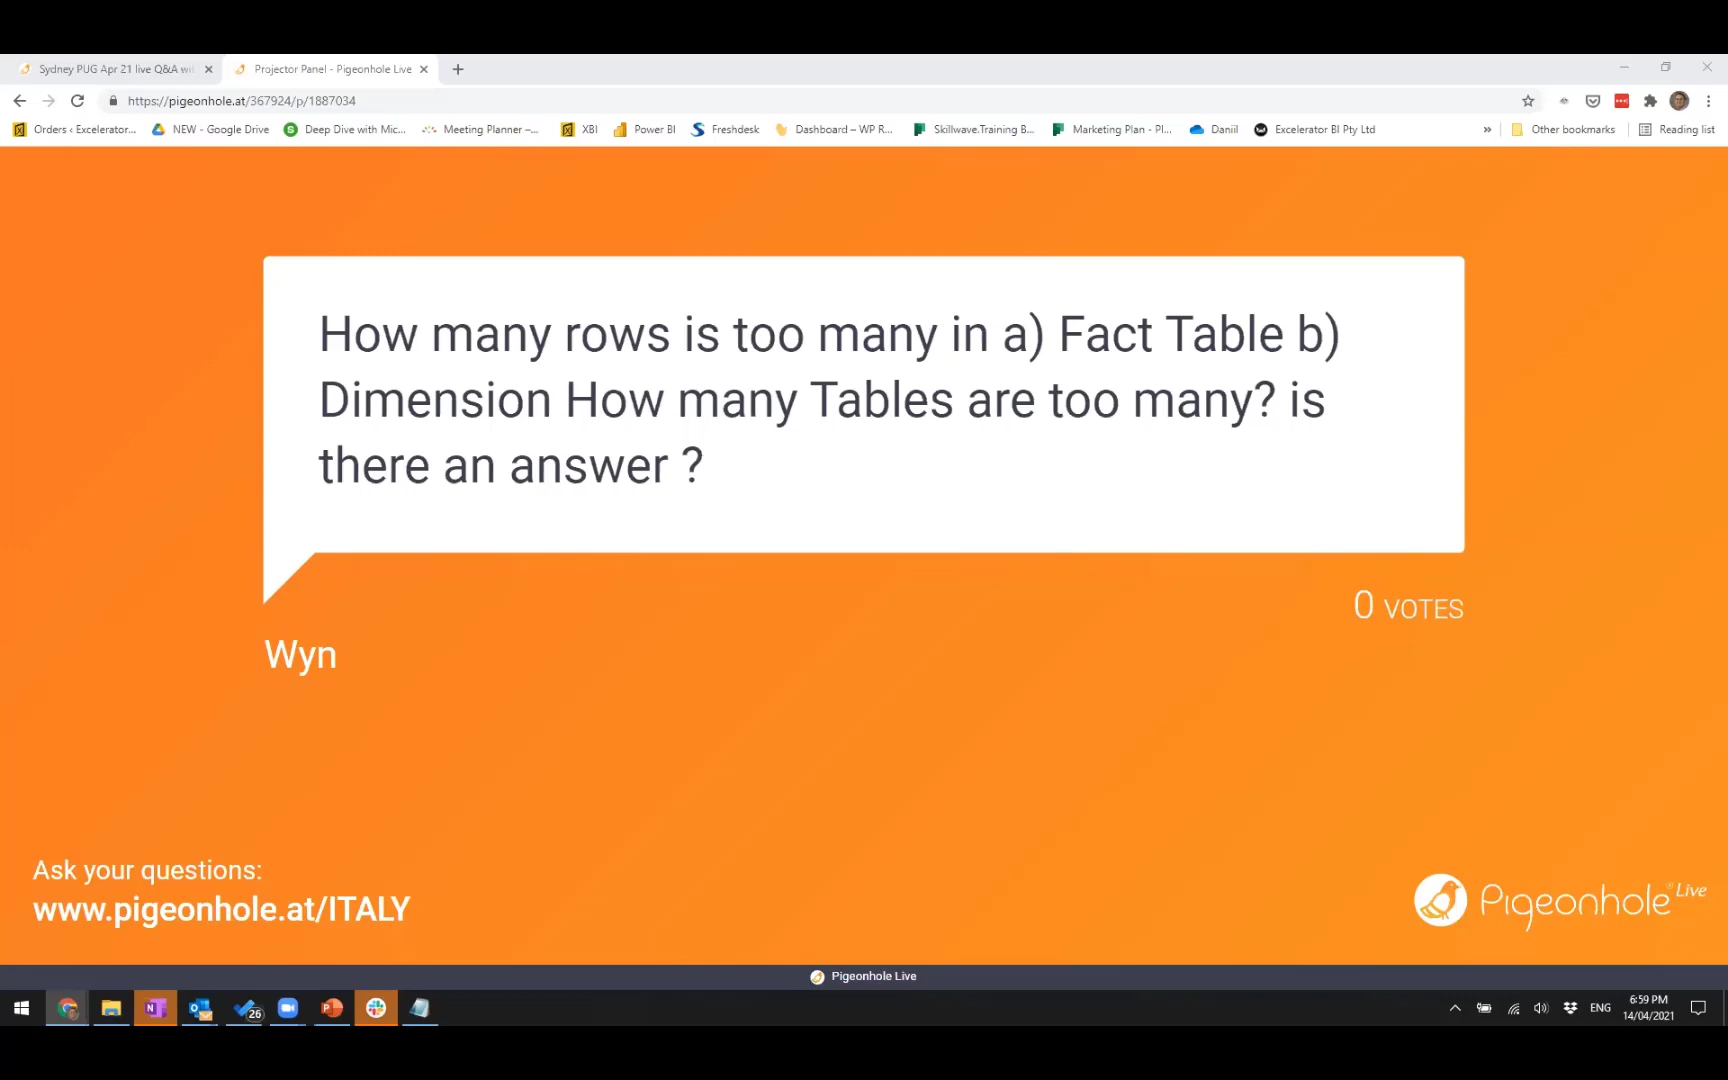 Sydney PUG Apr 21 live Q&A wi
Projector Panel - Pigeonhole Live
https://pigeonhole.at/367924/p/1887034
Orders ‹ Excelerator...
NEW - Google Drive
Deep Dive with Mic...
Meeting Planner –...
XBI
Power BI
Freshdesk
Dashboard – WP R...
Skillwave.Training B...
Marketing Plan - Pl...
Daniil
Excelerator BI Pty Ltd
»
Other bookmarks
Reading list
How many rows is too many in a) Fact Table b)
Dimension How many Tables are too many? is
there an answer ?
0 VOTES
Wyn
Ask your questions:
www.pigeonhole.at/ITALY
Pigeonhole® Live
Pigeonhole Live
26
ENG
6:59 PM
14/04/2021